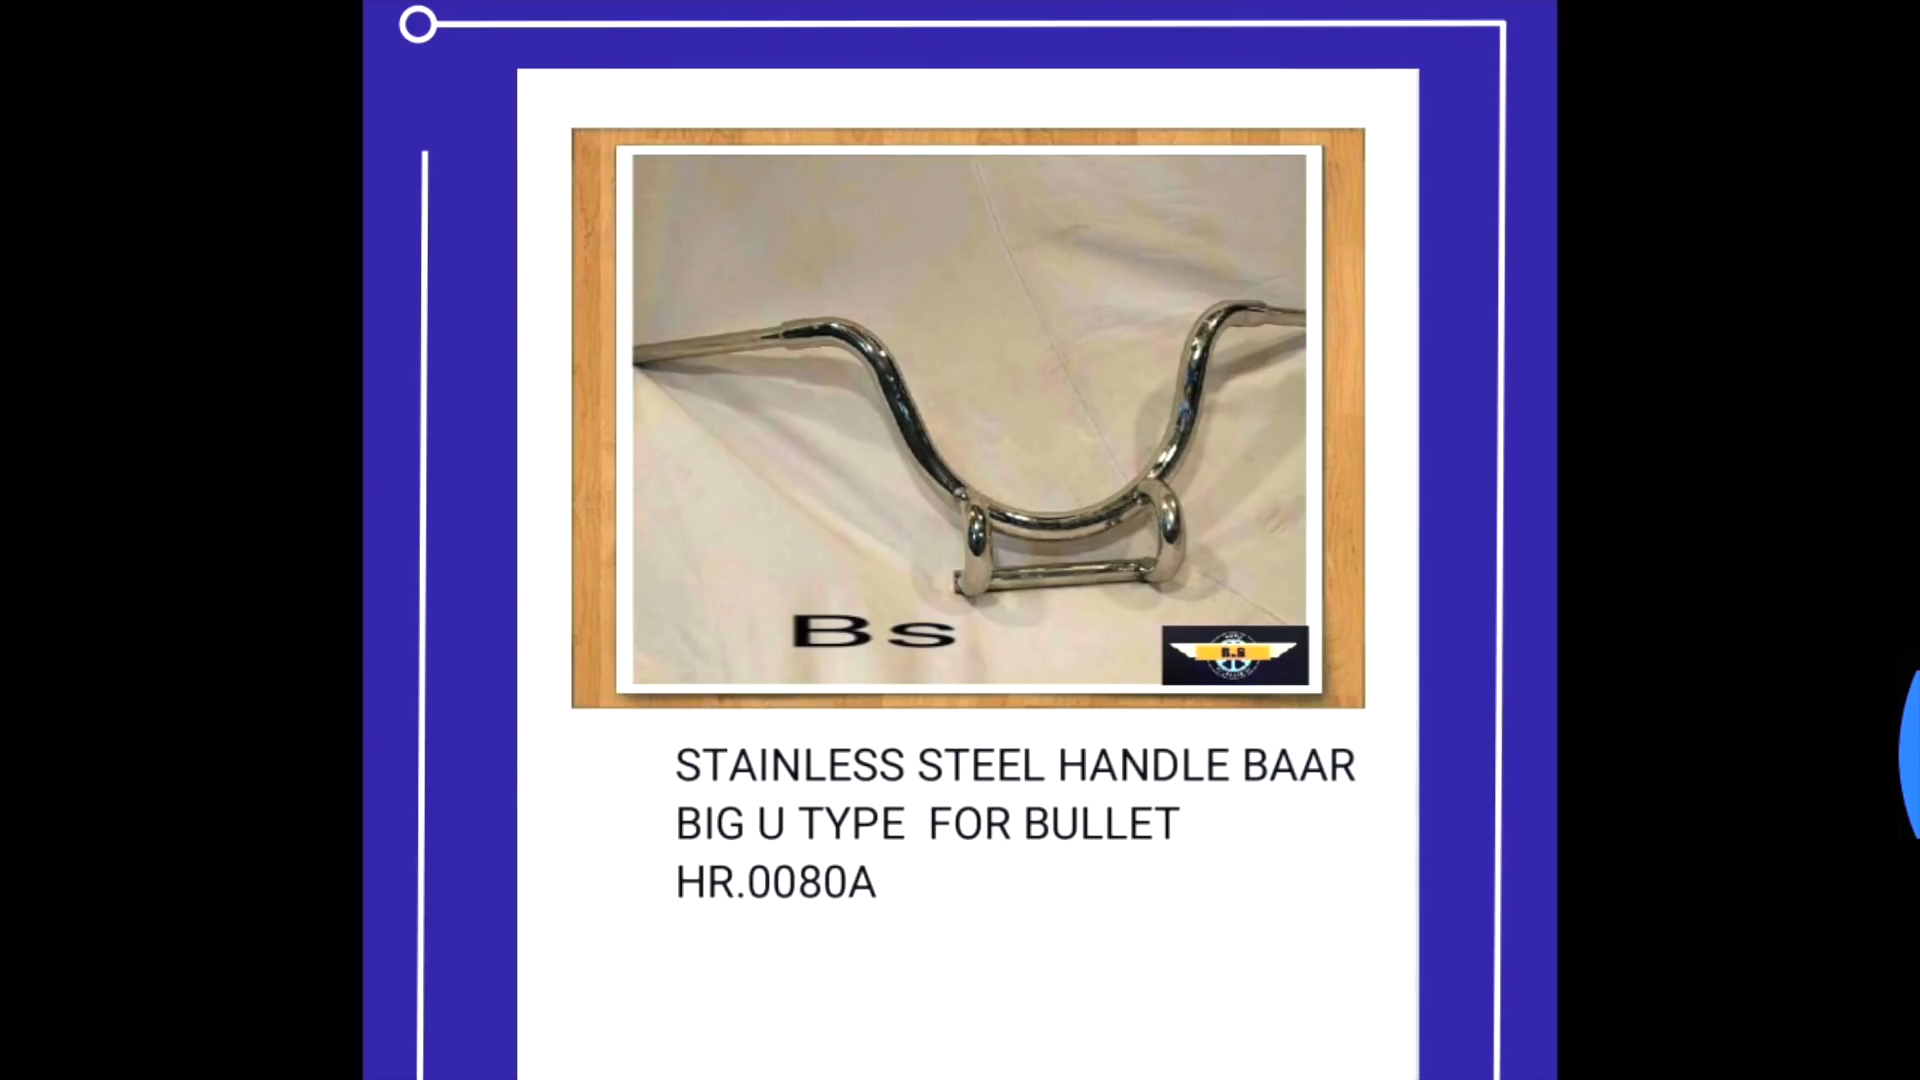 Bs
B.S
STAINLESS STEEL HANDLE BAAR
BIG U TYPE  FOR BULLET
HR.0080A